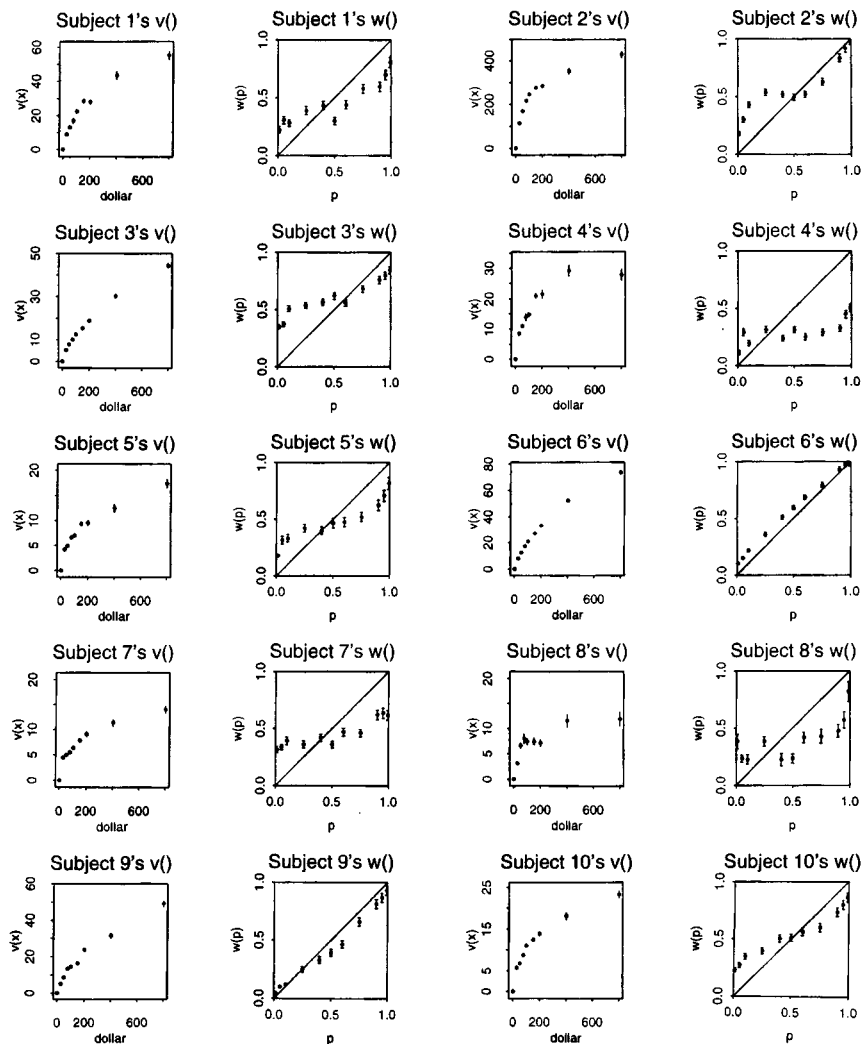 Subject 1's v()
60
40
20
0
v(x)
0 200 600
dollar
Subject 1's w()
1.0
0.5
0.0
w(p)
0.0 0.5 1.0
p
Subject 2's v()
400
200
0
v(x)
0 200 600
dollar
Subject 2's w()
1.0
0.5
0.0
w(p)
0.0 0.5 1.0
p
Subject 3's v()
50
30
10
0
v(x)
0 200 600
dollar
Subject 3's w()
1.0
0.5
0.0
w(p)
0.0 0.5 1.0
p
Subject 4's v()
30
20
10
0
v(x)
0 200 600
dollar
Subject 4's w()
1.0
0.5
0.0
w(p)
0.0 0.5 1.0
p
Subject 5's v()
20
15
10
5
0
v(x)
0 200 600
dollar
Subject 5's w()
1.0
0.5
0.0
w(p)
0.0 0.5 1.0
p
Subject 6's v()
80
60
40
20
0
v(x)
0 200 600
dollar
Subject 6's w()
1.0
0.5
0.0
w(p)
0.0 0.5 1.0
p
Subject 7's v()
20
15
10
5
0
v(x)
0 200 600
dollar
Subject 7's w()
1.0
0.5
0.0
w(p)
0.0 0.5 1.0
p
Subject 8's v()
20
15
10
5
0
v(x)
0 200 600
dollar
Subject 8's w()
1.0
0.5
0.0
w(p)
0.0 0.5 1.0
p
Subject 9's v()
60
40
20
0
v(x)
0 200 600
dollar
Subject 9's w()
1.0
0.5
0.0
w(p)
0.0 0.5 1.0
p
Subject 10's v()
25
15
5
0
v(x)
0 200 600
dollar
Subject 10's w()
1.0
0.5
0.0
w(p)
0.0 0.5 1.0
p